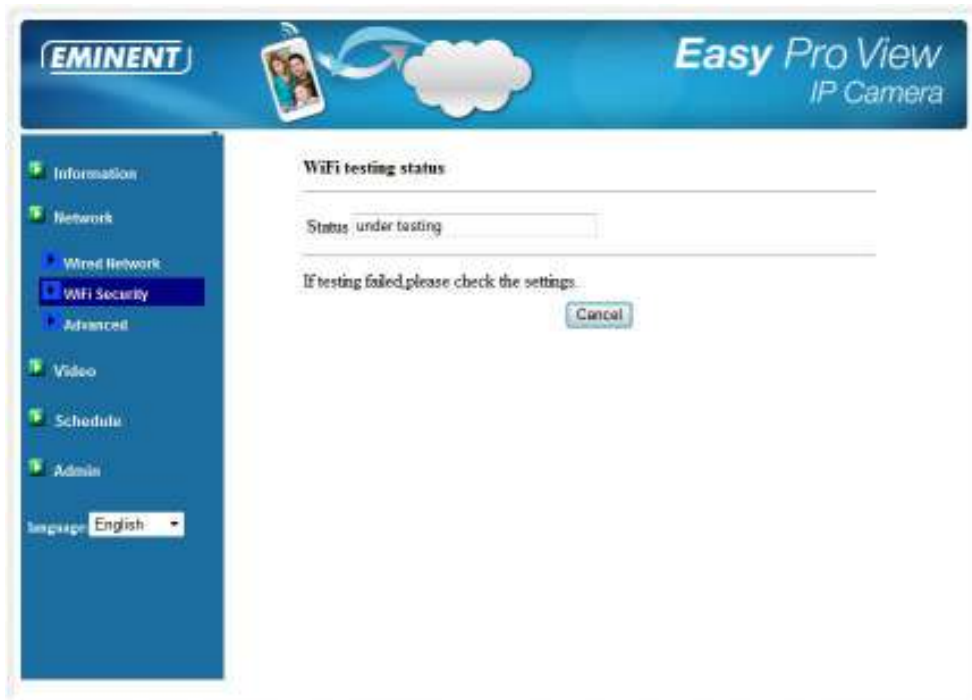 EMINENT
Easy Pro View
IP Camera
Information
Network
Wired Network
WiFi Security
Advanced
Video
Schedule
Admin
language English
WiFi testing status
Status under testing
If testing failed,please check the settings.
Cancel